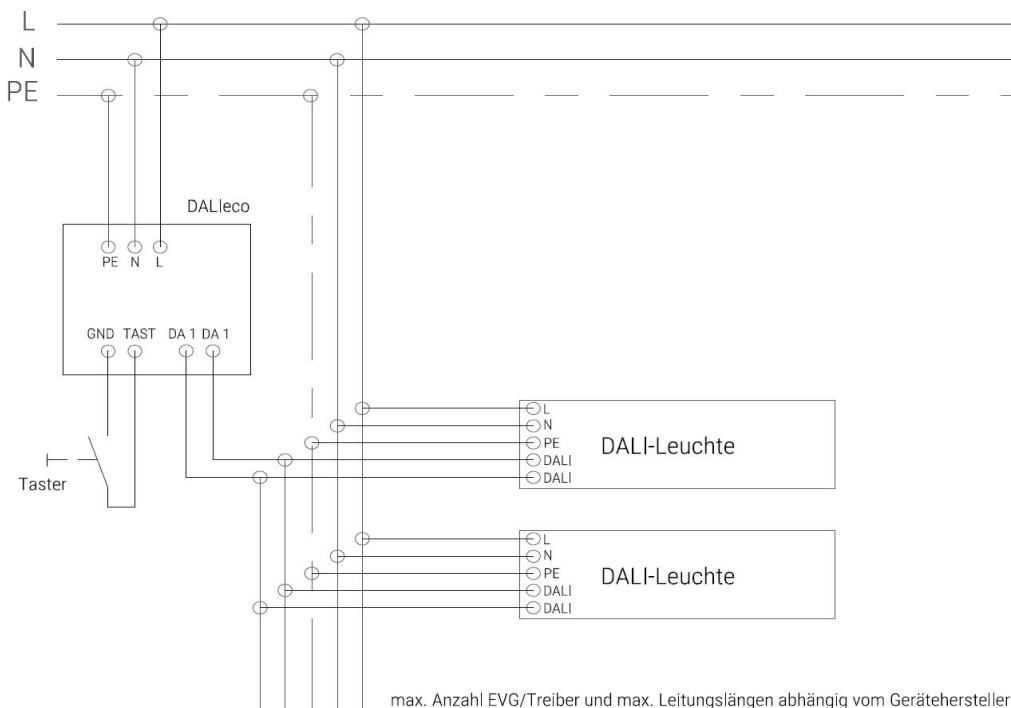 L
N
PE
DALIeco
PE N L
GND TAST DA 1 DA 1
Taster
L
N
PE
DALI
DALI
DALI-Leuchte
L
N
PE
DALI
DALI
DALI-Leuchte
max. Anzahl EVG/Treiber und max. Leitungslängen abhängig vom Gerätehersteller